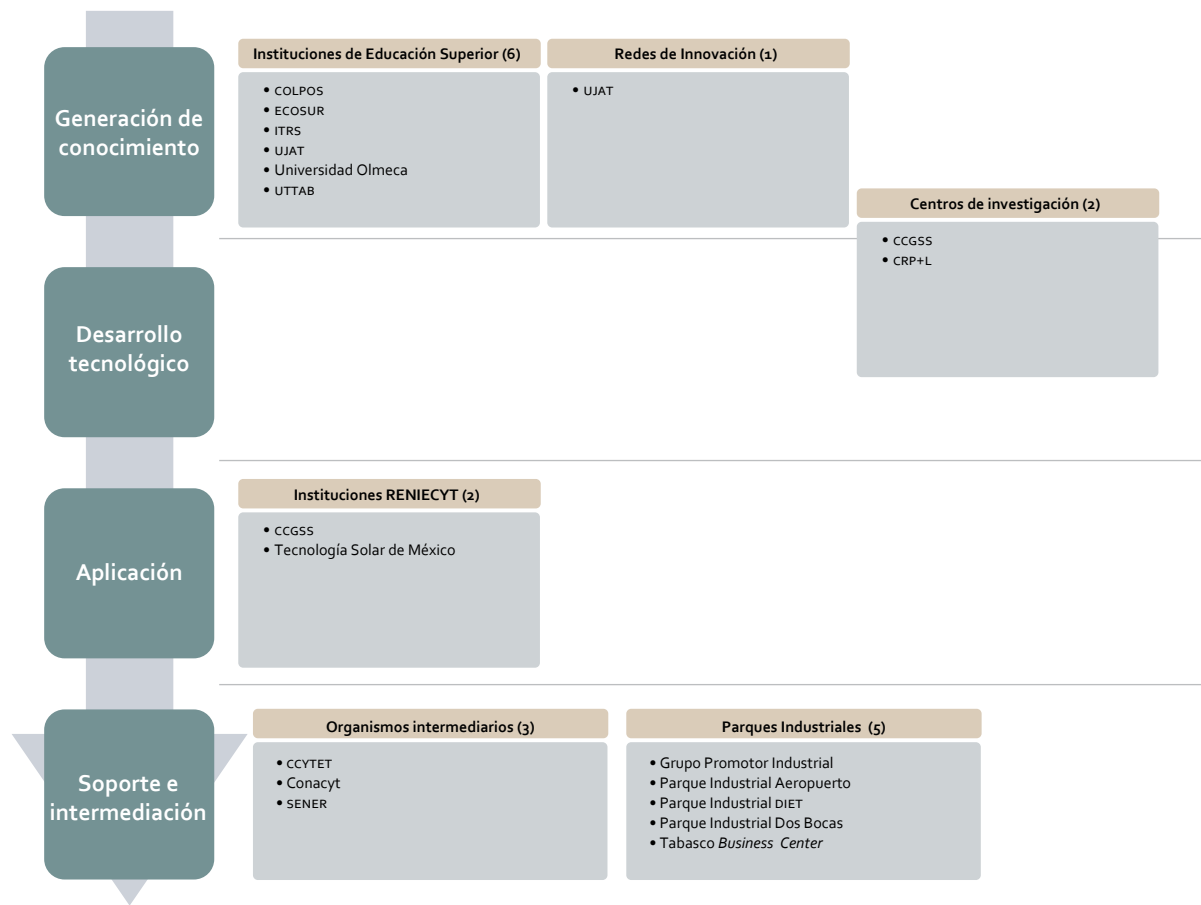 Generación de
conocimiento
Instituciones de Educación Superior (6)
• COLPOS
• ECOSUR
• ITRS
• UJAT
• Universidad Olmeca
• UTTAB
Redes de Innovación (1)
• UJAT
Centros de investigación (2)
• CCGSS
• CRP+L
Desarrollo
tecnológico
Aplicación
Instituciones RENIECYT (2)
• CCGSS
• Tecnología Solar de México
Soporte e
intermediación
Organismos intermediarios (3)
• CCYTET
• Conacyt
• SENER
Parques Industriales (5)
• Grupo Promotor Industrial
• Parque Industrial Aeropuerto
• Parque Industrial DIET
• Parque Industrial Dos Bocas
• Tabasco Business Center